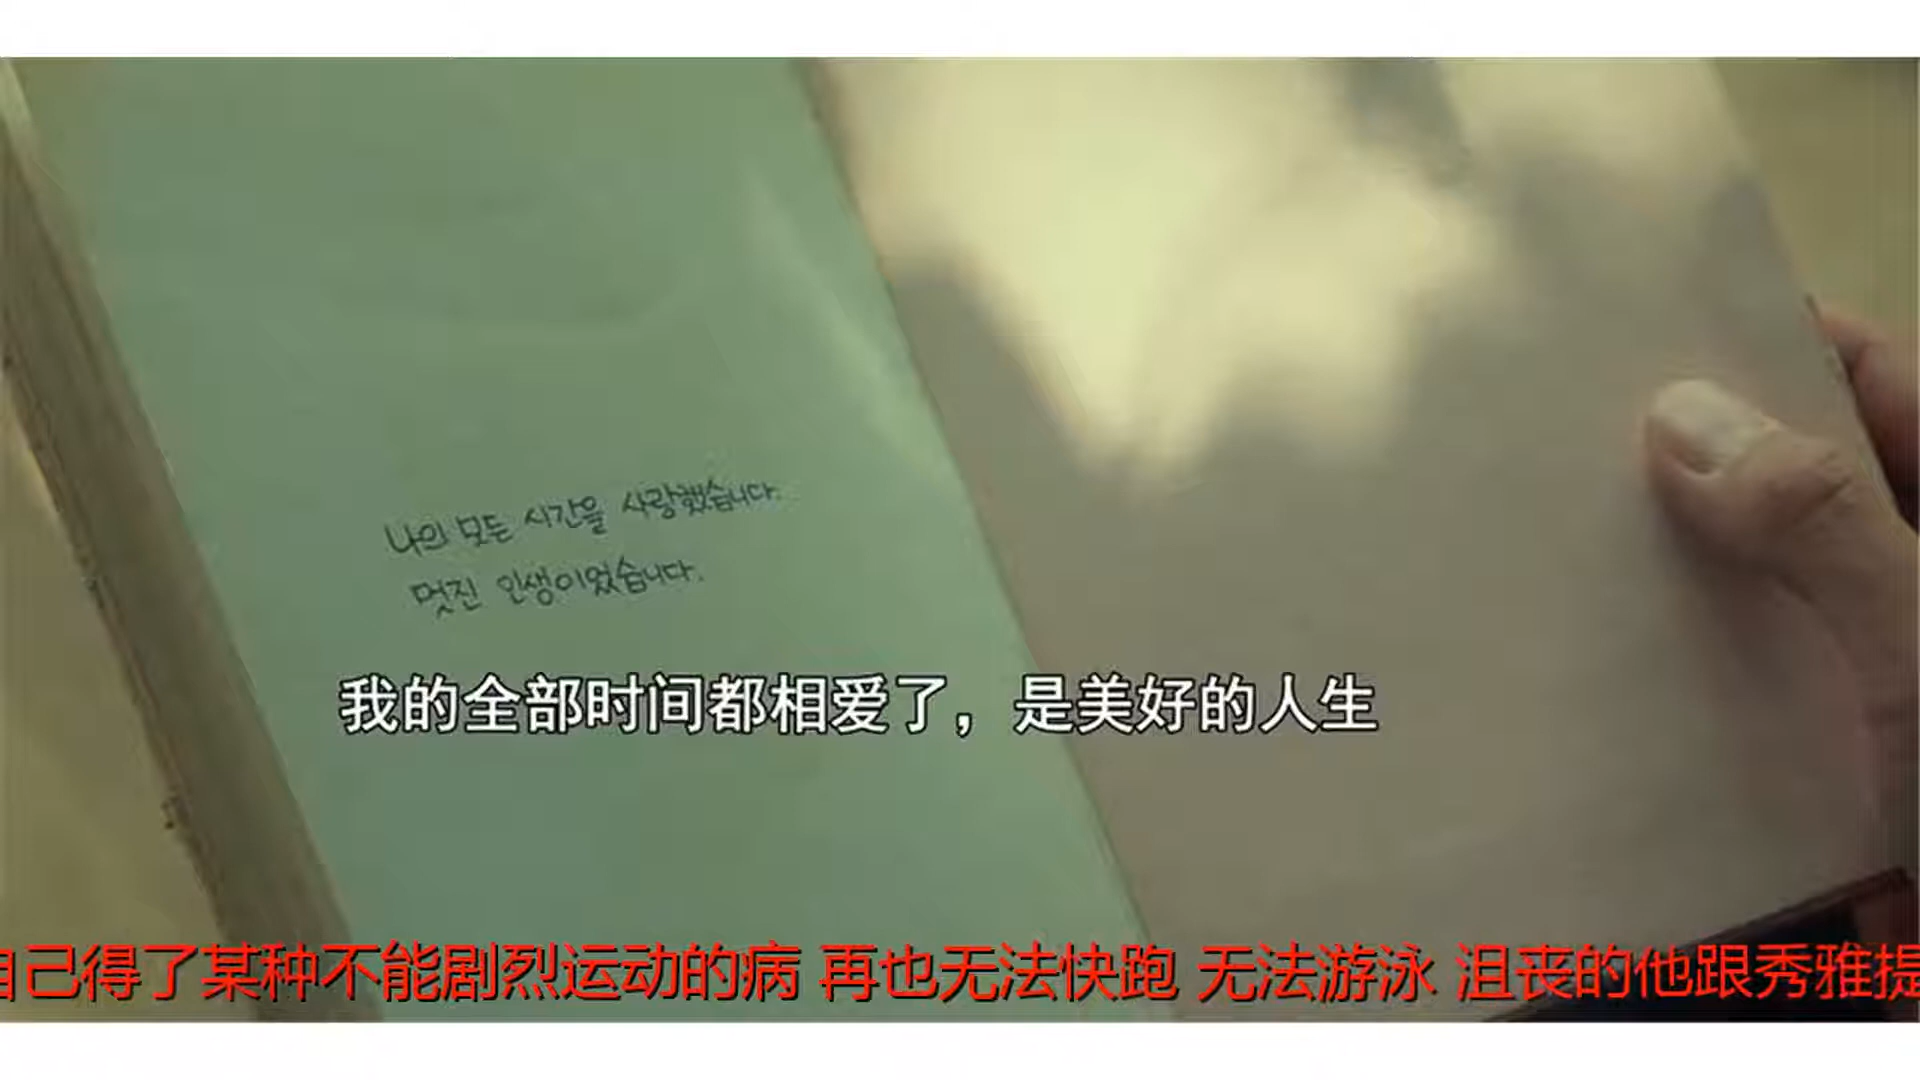 나의 모든 시간을 사랑했습니다.
멋진 인생이었습니다.
我的全部时间都相爱了，是美好的人生
自己得了某种不能剧烈运动的病 再也无法快跑 无法游泳 沮丧的他跟秀雅提